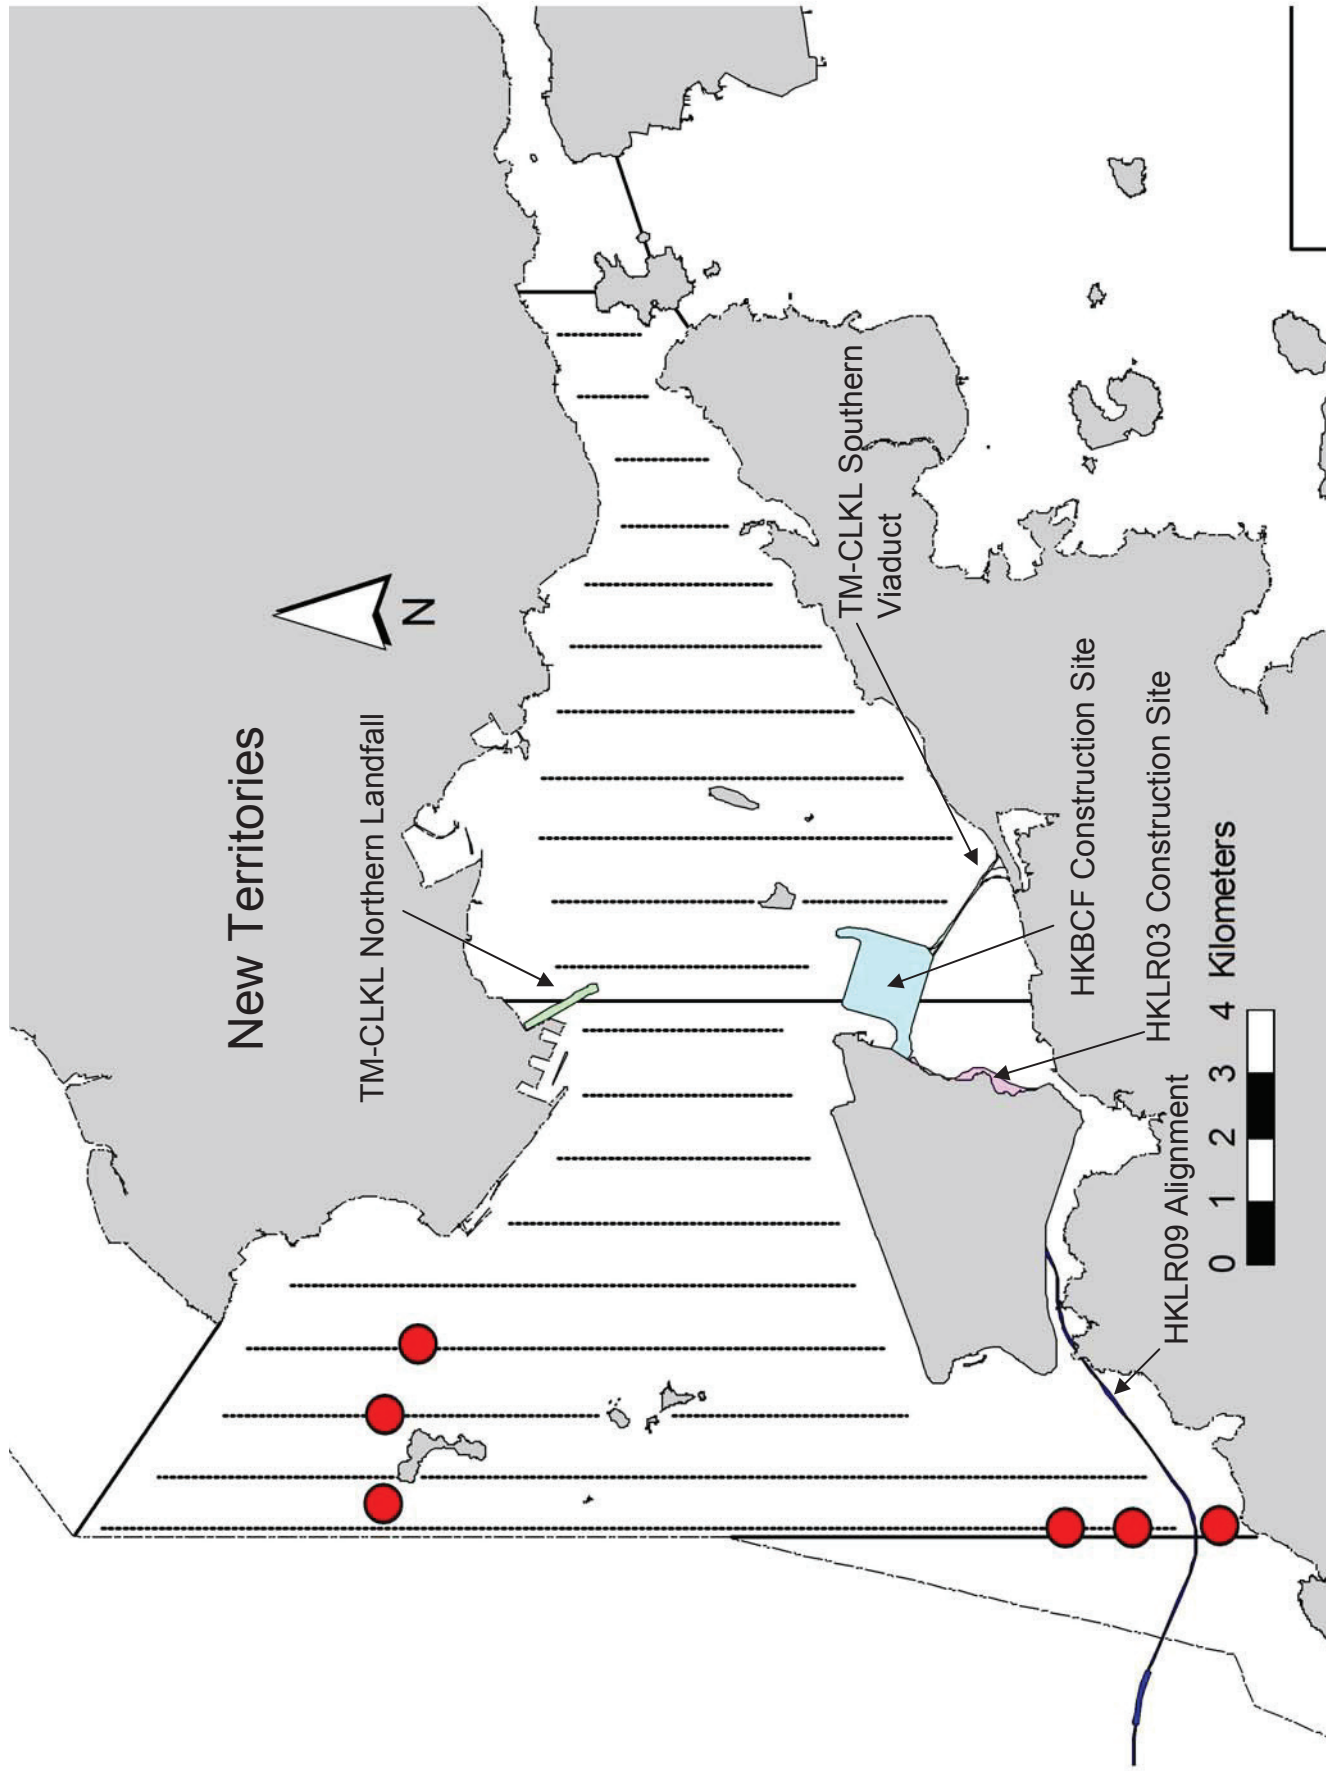 New Territories
TM-CLKL Northern Landfall
N
TM-CLKL Southern
Viaduct
HKBCF Construction Site
HKLR03 Construction Site
HKLR09 Alignment
0 1 2 3 4 Kilometers